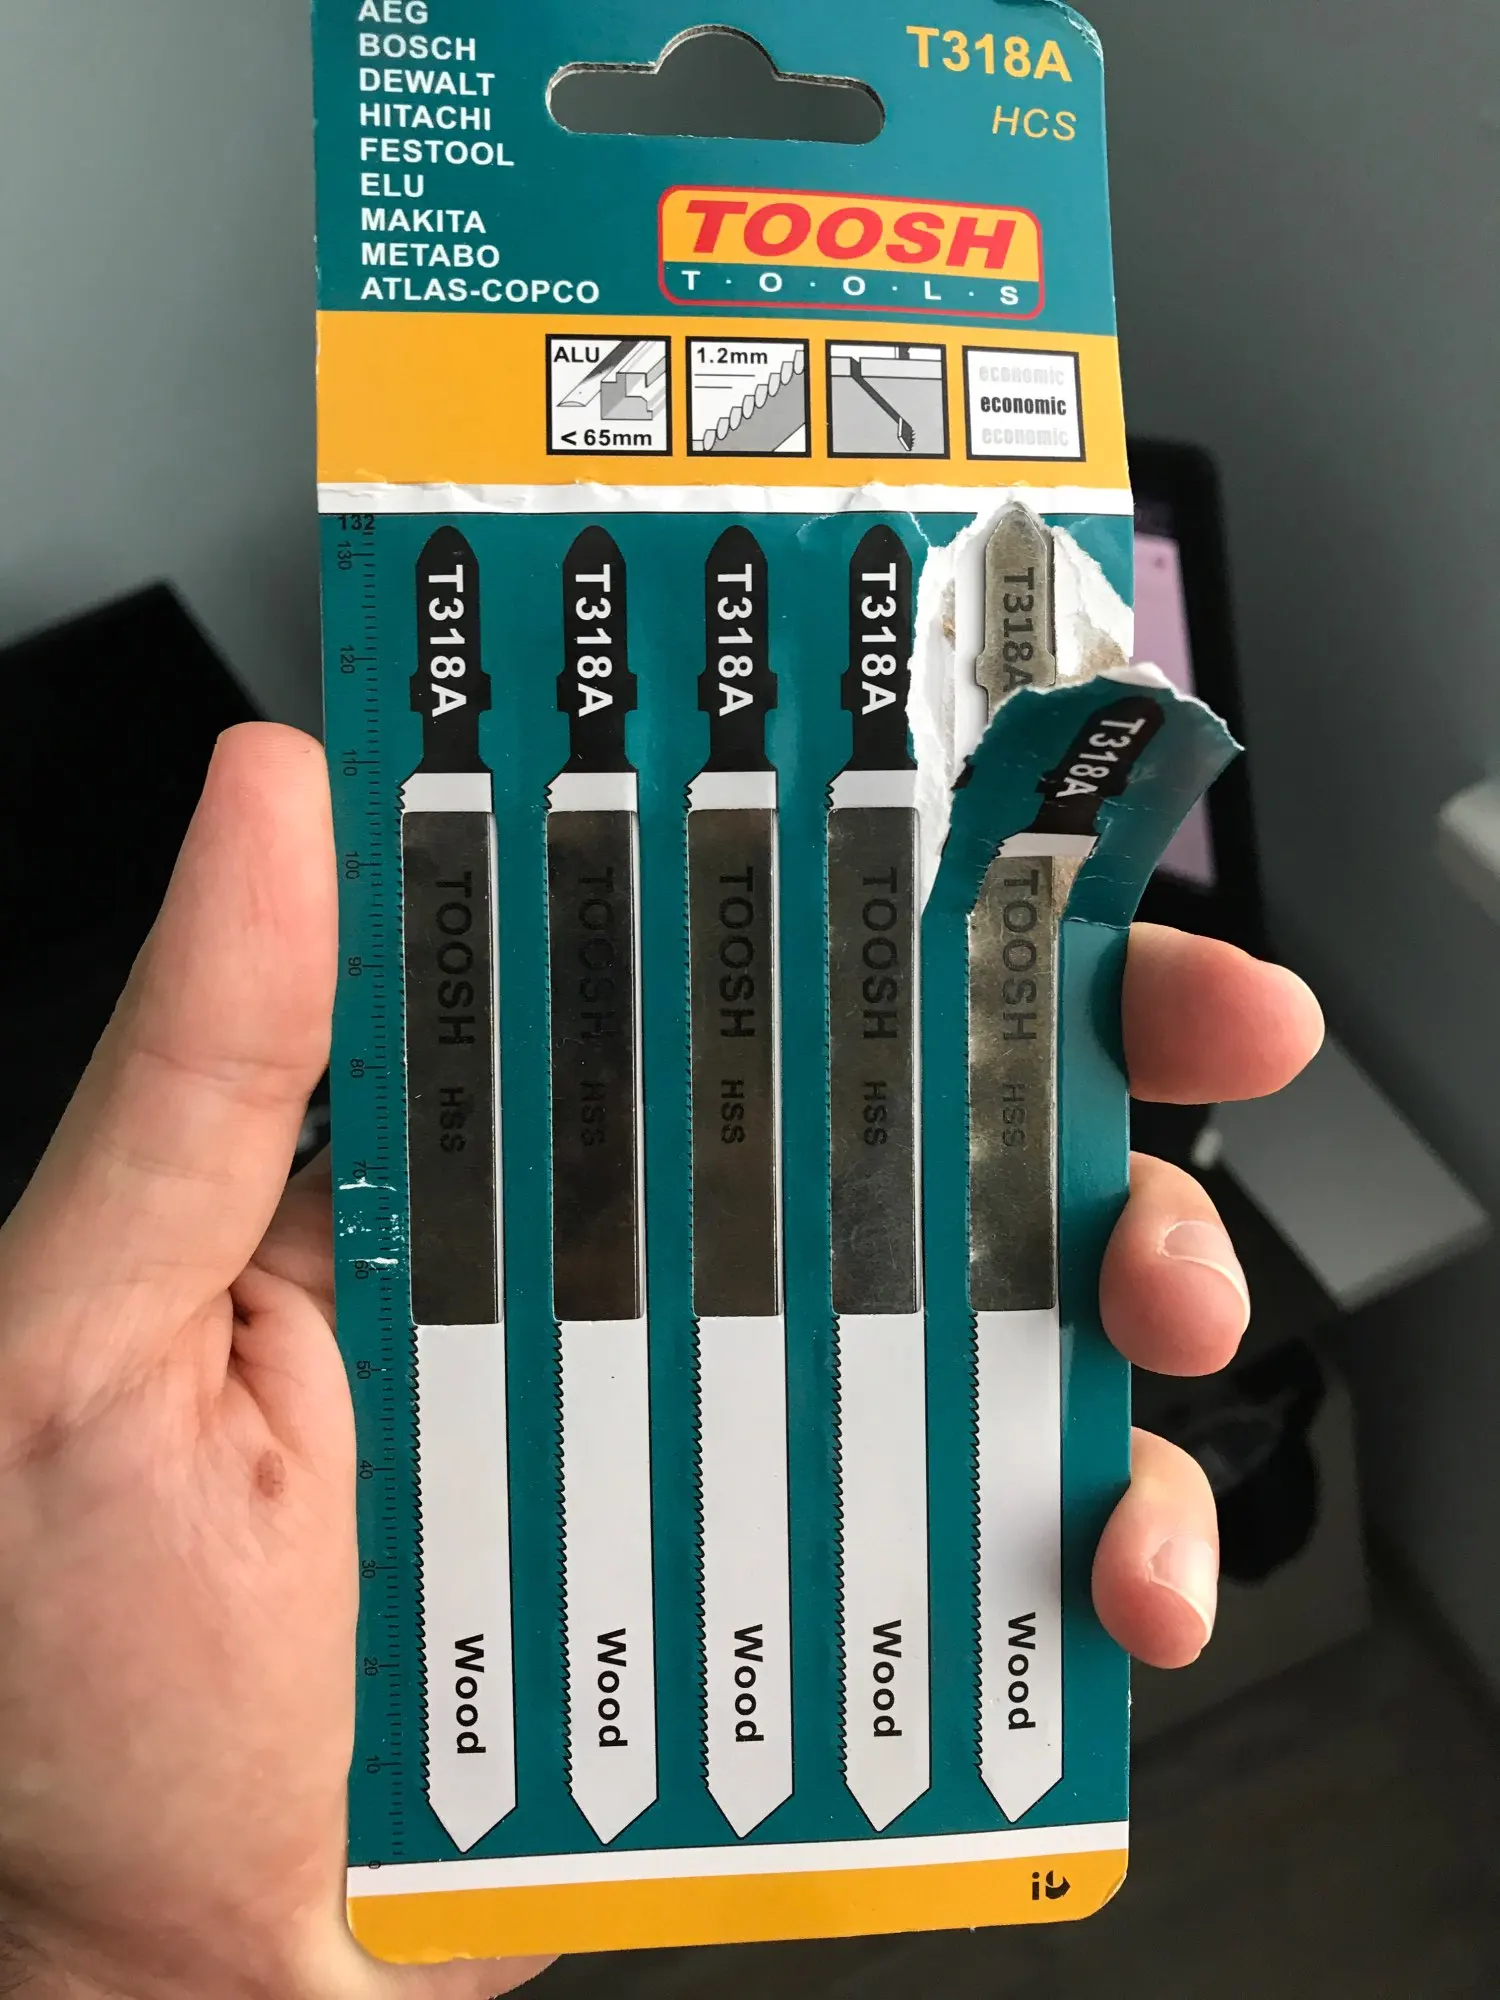 AEG
BOSCH
DEWALT
HITACHI
FESTOOL
ELU
MAKITA
METABO
ATLAS-COPCO
T318A
HCS
TOOSH
T·O·O·L·S
ALU
< 65mm
1.2mm
economic
economic
economic
132
130
120
110
100
90
80
70
60
50
40
30
20
10
0
T318A
T318A
T318A
T318A
T318A
T318A
TOOSH HSS
TOOSH HSS
TOOSH HSS
TOOSH HSS
TOOSH HSS
Wood
Wood
Wood
Wood
Wood